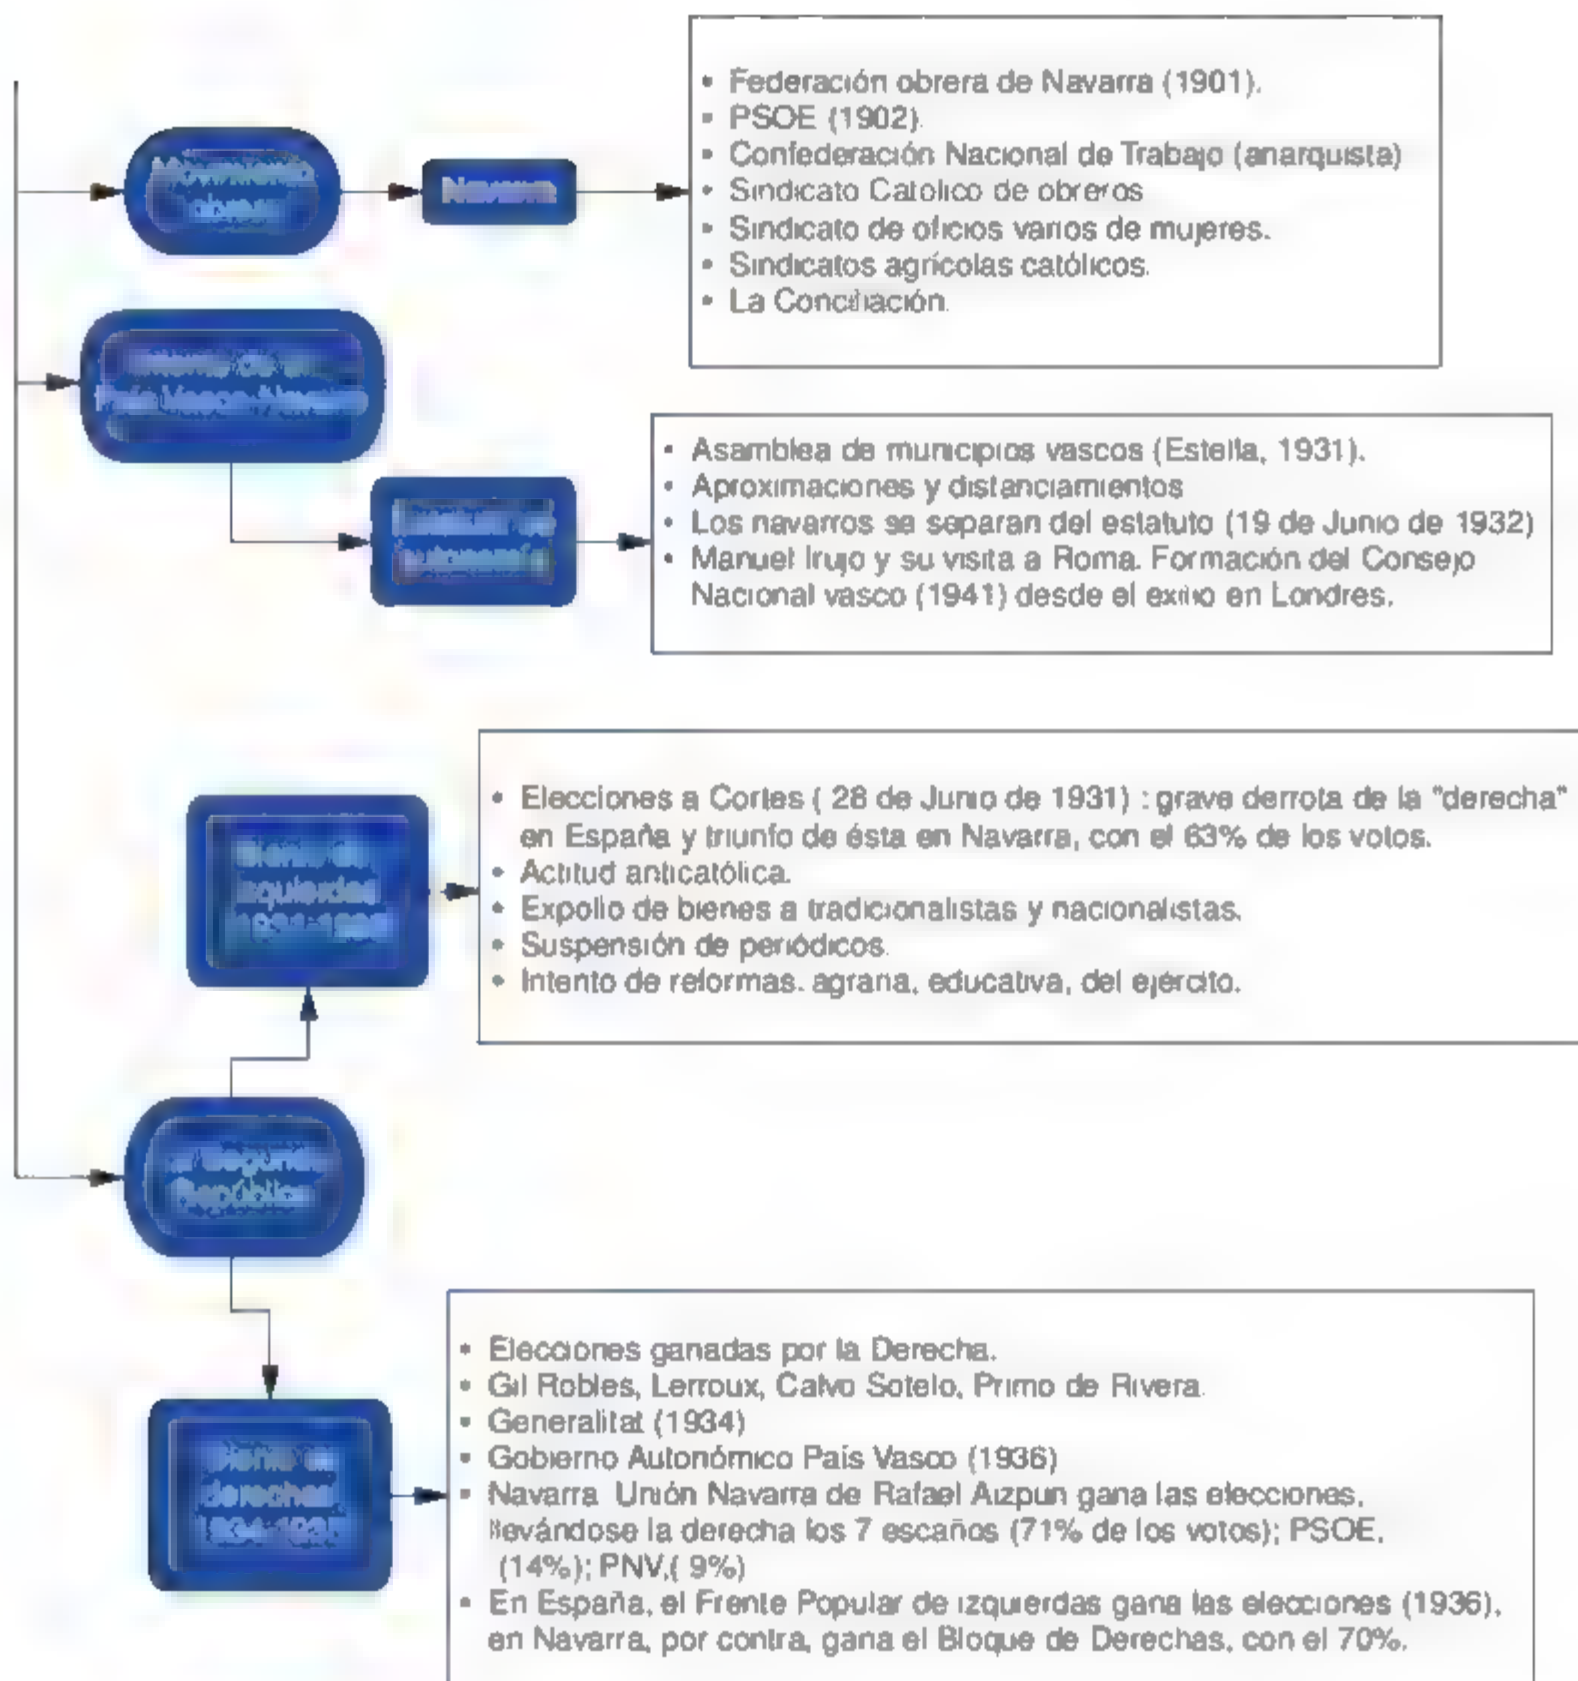 Navarra
• Federación obrera de Navarra (1901).
• PSOE (1902).
• Confederación Nacional de Trabajo (anarquista)
• Sindicato Catolico de obreros
• Sindicato de oficios varios de mujeres.
• Sindicatos agrícolas católicos.
• La Conciliación.
• Asamblea de municipios vascos (Estella, 1931).
• Aproximaciones y distanciamientos
• Los navarros se separan del estatuto (19 de Junio de 1932)
• Manuel Irujo y su visita a Roma. Formación del Consejo
Nacional vasco (1941) desde el exilio en Londres.
• Elecciones a Cortes ( 28 de Junio de 1931) : grave derrota de la "derecha"
en España y triunfo de ésta en Navarra, con el 63% de los votos.
• Actitud anticatólica.
• Expolio de bienes a tradicionalistas y nacionalistas.
• Suspensión de periódicos.
• Intento de reformas. agraria, educativa, del ejército.
República
• Elecciones ganadas por la Derecha.
• Gil Robles, Lerroux, Calvo Sotelo, Primo de Rivera.
• Generalitat (1934)
• Gobierno Autonómico País Vasco (1936)
• Navarra Unión Navarra de Rafael Aizpun gana las elecciones,
llevándose la derecha los 7 escaños (71% de los votos); PSOE,
(14%); PNV,( 9%)
• En España, el Frente Popular de izquierdas gana las elecciones (1936),
en Navarra, por contra, gana el Bloque de Derechas, con el 70%.